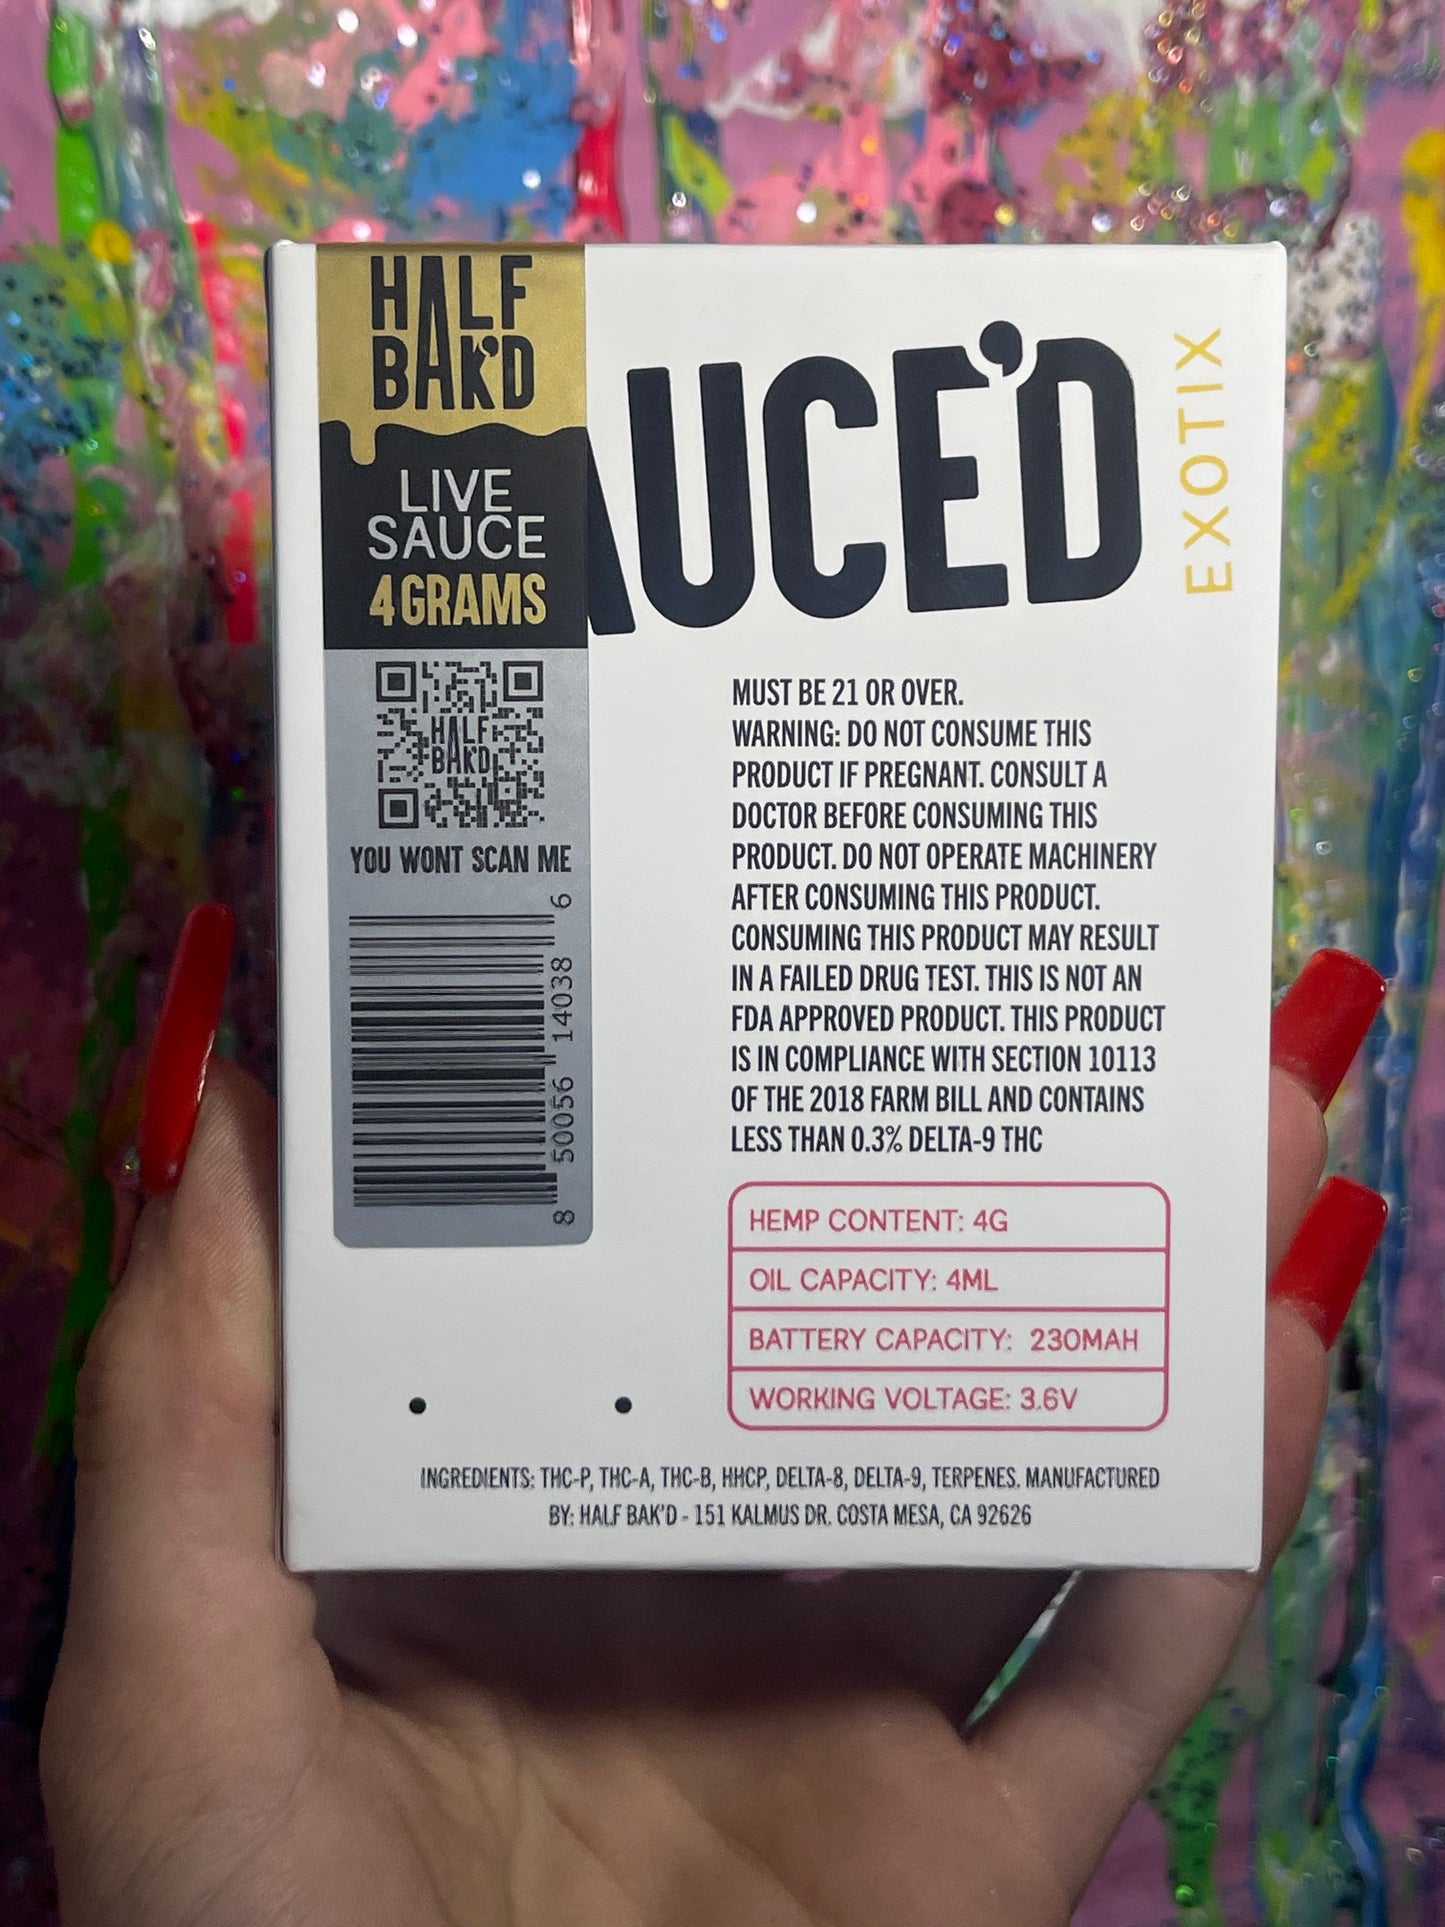 HALF
BAK'D
LIVE
SAUCE
4 GRAMS
HALF
BAK'D
YOU WONT SCAN ME
8 50056 14038 6
AUCE'D
EXOTIX
MUST BE 21 OR OVER.
WARNING: DO NOT CONSUME THIS
PRODUCT IF PREGNANT. CONSULT A
DOCTOR BEFORE CONSUMING THIS
PRODUCT. DO NOT OPERATE MACHINERY
AFTER CONSUMING THIS PRODUCT.
CONSUMING THIS PRODUCT MAY RESULT
IN A FAILED DRUG TEST. THIS IS NOT AN
FDA APPROVED PRODUCT. THIS PRODUCT
IS IN COMPLIANCE WITH SECTION 10113
OF THE 2018 FARM BILL AND CONTAINS
LESS THAN 0.3% DELTA-9 THC
HEMP CONTENT: 4G
OIL CAPACITY: 4ML
BATTERY CAPACITY: 230MAH
WORKING VOLTAGE: 3.6V
INGREDIENTS: THC-P, THC-A, THC-B, HHCP, DELTA-8, DELTA-9, TERPENES. MANUFACTURED
BY: HALF BAK'D - 151 KALMUS DR. COSTA MESA, CA 92626